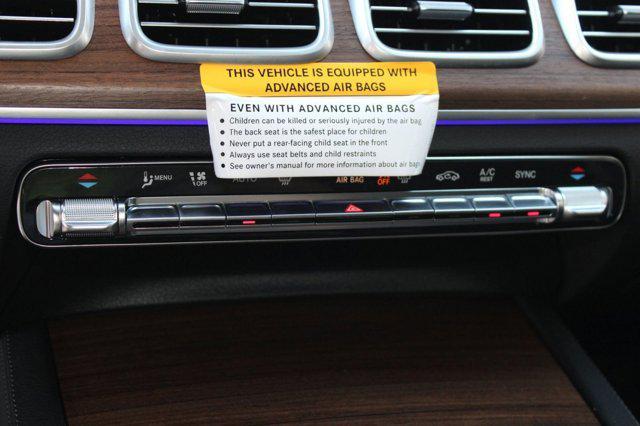 THIS VEHICLE IS EQUIPPED WITH
ADVANCED AIR BAGS
EVEN WITH ADVANCED AIR BAGS
• Children can be killed or seriously injured by the air bag
• The back seat is the safest place for children
• Never put a rear-facing child seat in the front
• Always use seat belts and child restraints
• See owner's manual for more information about air bags
MENU OFF AUTO AIR BAG OFF A/C REST SYNC